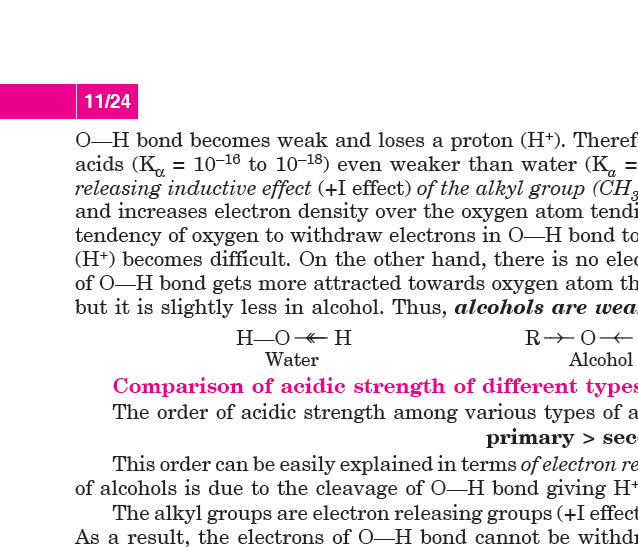 11/24
O—H bond becomes weak and loses a proton (H⁺). Theref
acids (Kα = 10⁻¹⁶ to 10⁻¹⁸) even weaker than water (Kₐ =
releasing inductive effect (+I effect) of the alkyl group (CH₃
and increases electron density over the oxygen atom tendi
tendency of oxygen to withdraw electrons in O—H bond to
(H⁺) becomes difficult. On the other hand, there is no elec
of O—H bond gets more attracted towards oxygen atom th
but it is slightly less in alcohol. Thus, alcohols are wea
H—O↞H R→O←
Water Alcohol
Comparison of acidic strength of different types
The order of acidic strength among various types of a
primary > sec
This order can be easily explained in terms of electron re
of alcohols is due to the cleavage of O—H bond giving H⁺
The alkyl groups are electron releasing groups (+I effect
As a result, the electrons of O—H bond cannot be withdr